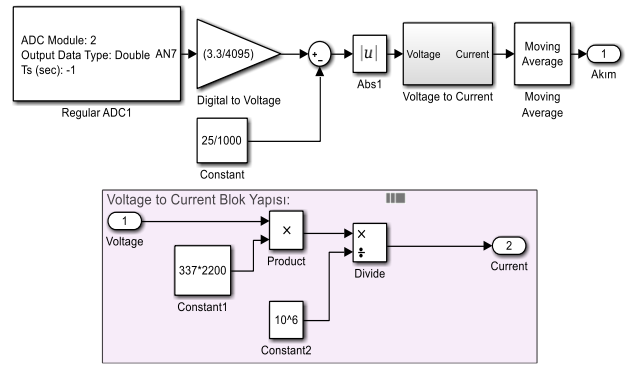 ADC Module: 2
Output Data Type: Double
Ts (sec): -1
AN7
Regular ADC1
(3.3/4095)
Digital to Voltage
25/1000
Constant
+
−
|u|
Abs1
Voltage
Current
Voltage to Current
Moving
Average
Moving
Average
1
Akım
Voltage to Current Blok Yapısı:
1
Voltage
337*2200
Constant1
×
Product
10^6
Constant2
×
÷
Divide
2
Current